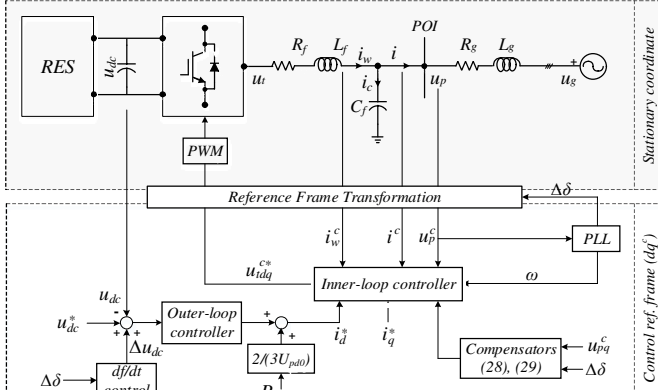 POI
R_f L_f i_w i R_g L_g
RES u_dc u_t i_c u_p u_g
C_f
PWM
Stationary coordinate
Reference Frame Transformation
Δδ
i_w^c i^c u_p^c PLL
u_tdq^c*
Inner-loop controller
ω
u_dc
Outer-loop
controller
u_dc^*
- + + + +
Δu_dc
i_d^* i_q^*
2/(3U_pd0)
Compensators
(28), (29)
u_pq^c
Δδ
Δδ
df/dt
control
Control ref. frame (dq^c)